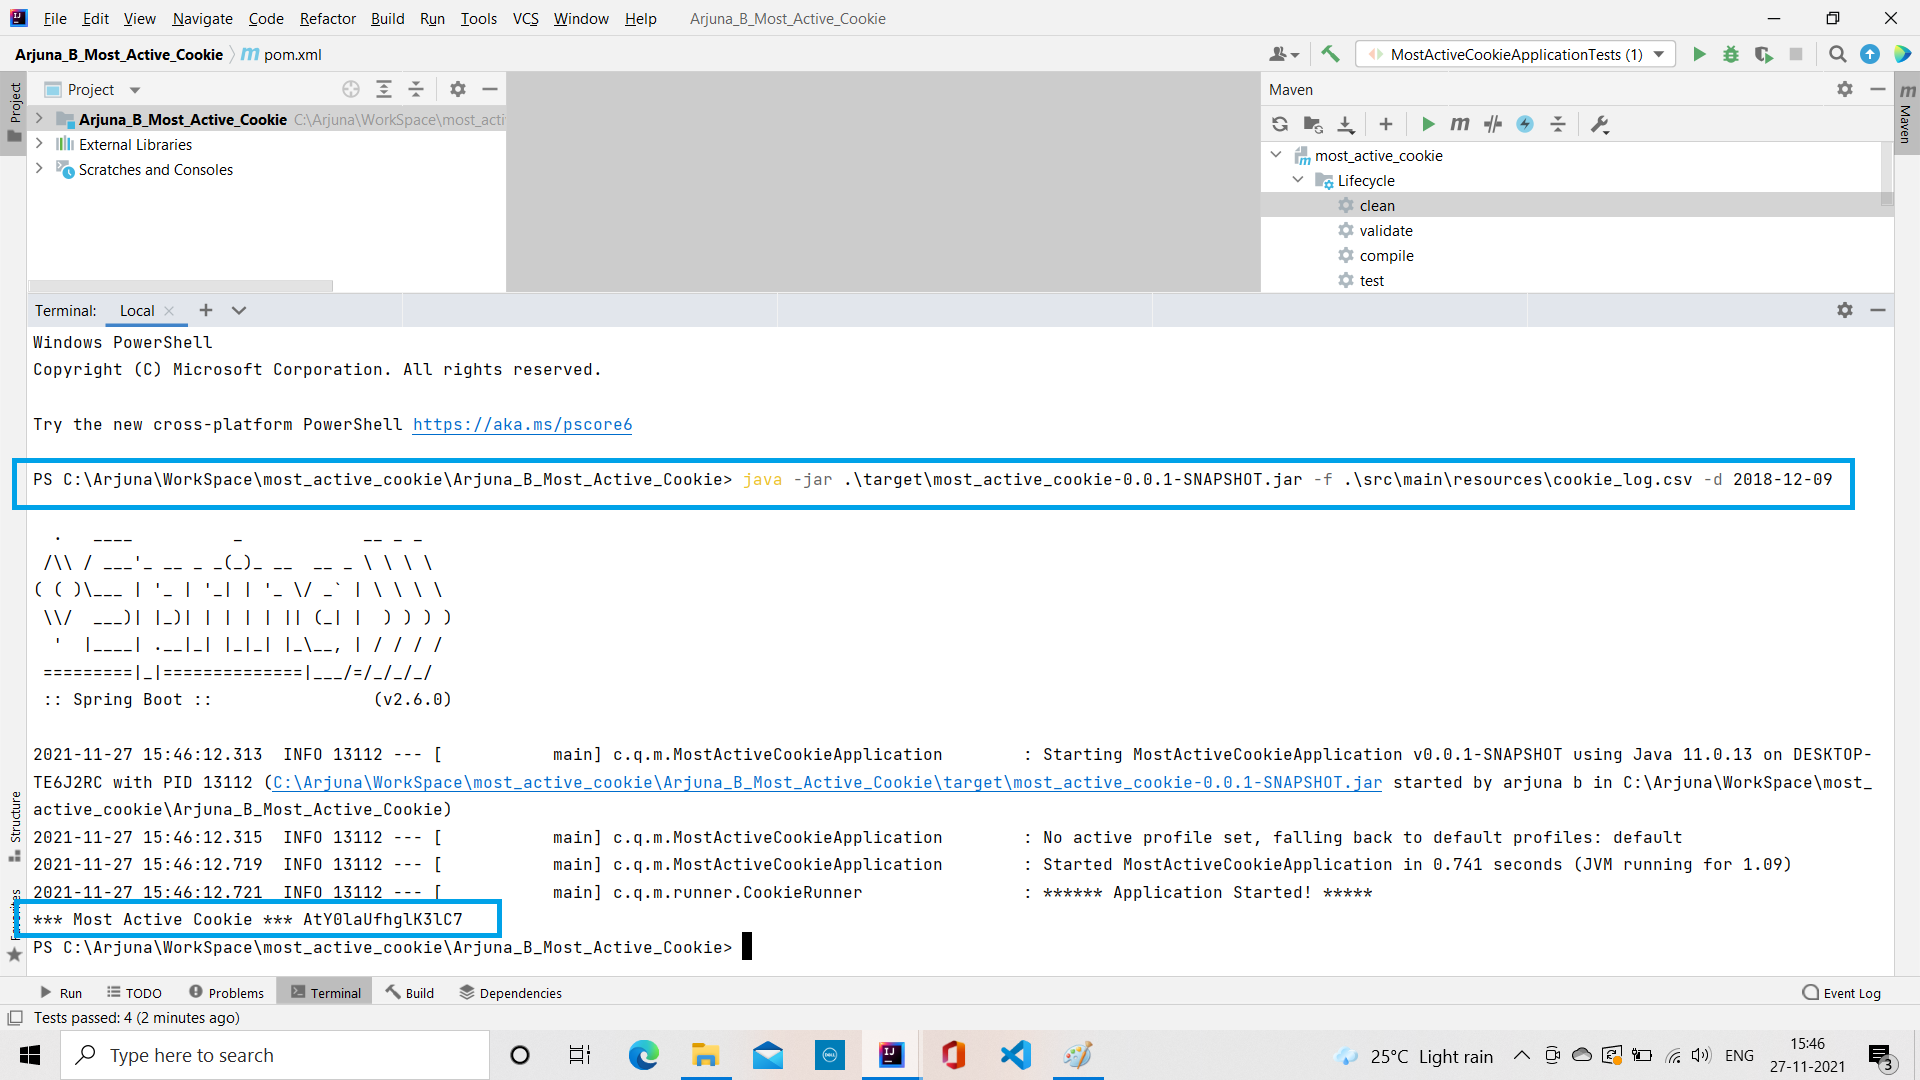 File Edit View Navigate Code Refactor Build Run Tools VCS Window Help Arjuna_B_Most_Active_Cookie
Arjuna_B_Most_Active_Cookie pom.xml
MostActiveCookieApplicationTests (1)
Project
Project
Arjuna_B_Most_Active_Cookie C:\Arjuna\WorkSpace\most_acti
External Libraries
Scratches and Consoles
Maven
Maven
most_active_cookie
Lifecycle
clean
validate
compile
test
Terminal: Local
Windows PowerShell
Copyright (C) Microsoft Corporation. All rights reserved.
Try the new cross-platform PowerShell https://aka.ms/pscore6
PS C:\Arjuna\WorkSpace\most_active_cookie\Arjuna_B_Most_Active_Cookie> java -jar .\target\most_active_cookie-0.0.1-SNAPSHOT.jar -f .\src\main\resources\cookie_log.csv -d 2018-12-09
  .   ____          _            __ _ _
 /\\ / ___'_ __ _ _(_)_ __  __ _ \ \ \ \
( ( )\___ | '_ | '_| | '_ \/ _` | \ \ \ \
 \\/  ___)| |_)| | | | | || (_| |  ) ) ) )
  '  |____| .__|_| |_|_| |_\__, | / / / /
 =========|_|==============|___/=/_/_/_/
 :: Spring Boot ::                (v2.6.0)
2021-11-27 15:46:12.313  INFO 13112 --- [           main] c.q.m.MostActiveCookieApplication        : Starting MostActiveCookieApplication v0.0.1-SNAPSHOT using Java 11.0.13 on DESKTOP-
TE6J2RC with PID 13112 (C:\Arjuna\WorkSpace\most_active_cookie\Arjuna_B_Most_Active_Cookie\target\most_active_cookie-0.0.1-SNAPSHOT.jar started by arjuna b in C:\Arjuna\WorkSpace\most_
active_cookie\Arjuna_B_Most_Active_Cookie)
2021-11-27 15:46:12.315  INFO 13112 --- [           main] c.q.m.MostActiveCookieApplication        : No active profile set, falling back to default profiles: default
2021-11-27 15:46:12.719  INFO 13112 --- [           main] c.q.m.MostActiveCookieApplication        : Started MostActiveCookieApplication in 0.741 seconds (JVM running for 1.09)
2021-11-27 15:46:12.721  INFO 13112 --- [           main] c.q.m.runner.CookieRunner                : ****** Application Started! *****
*** Most Active Cookie *** AtY0laUfhglK3lC7
PS C:\Arjuna\WorkSpace\most_active_cookie\Arjuna_B_Most_Active_Cookie>
Structure
Favorites
Run TODO Problems Terminal Build Dependencies Event Log
Tests passed: 4 (2 minutes ago)
Type here to search
25°C Light rain ENG 15:46
27-11-2021
3